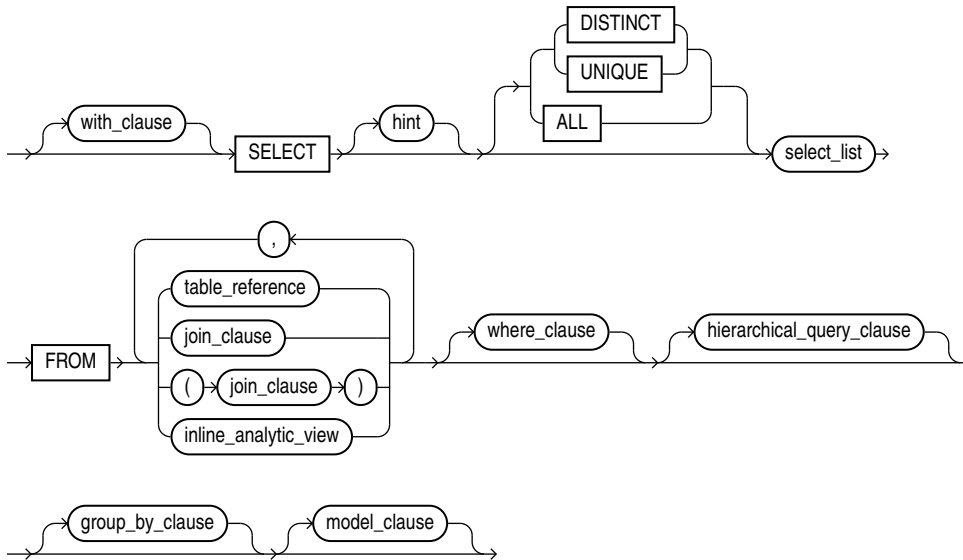 DISTINCT
UNIQUE
ALL
with_clause SELECT hint select_list
,
table_reference
join_clause
( join_clause )
inline_analytic_view
FROM where_clause hierarchical_query_clause
group_by_clause model_clause